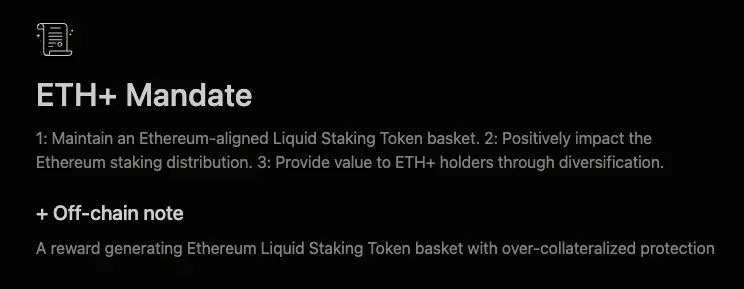 ETH+ Mandate
1: Maintain an Ethereum-aligned Liquid Staking Token basket. 2: Positively impact the
Ethereum staking distribution. 3: Provide value to ETH+ holders through diversification.
+ Off-chain note
A reward generating Ethereum Liquid Staking Token basket with over-collateralized protection